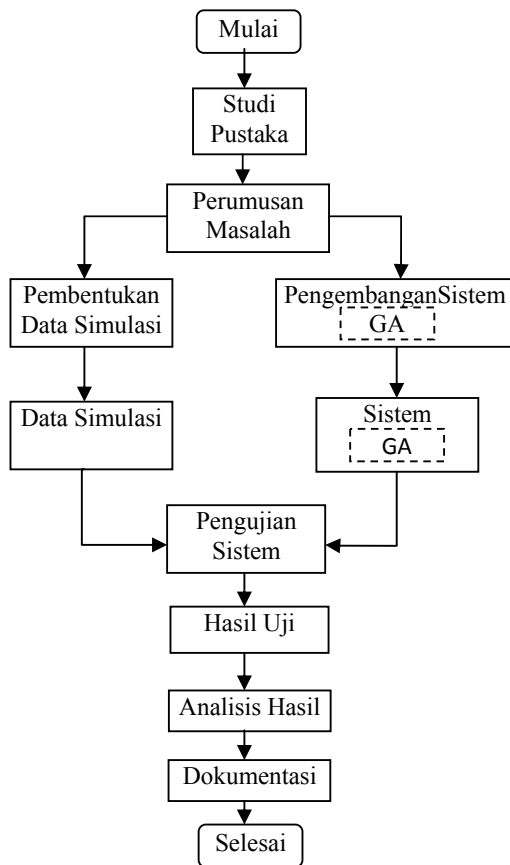 Mulai
Studi
Pustaka
Perumusan
Masalah
Pembentukan
Data Simulasi
PengembanganSistem
GA
Data Simulasi
Sistem
GA
Pengujian
Sistem
Hasil Uji
Analisis Hasil
Dokumentasi
Selesai